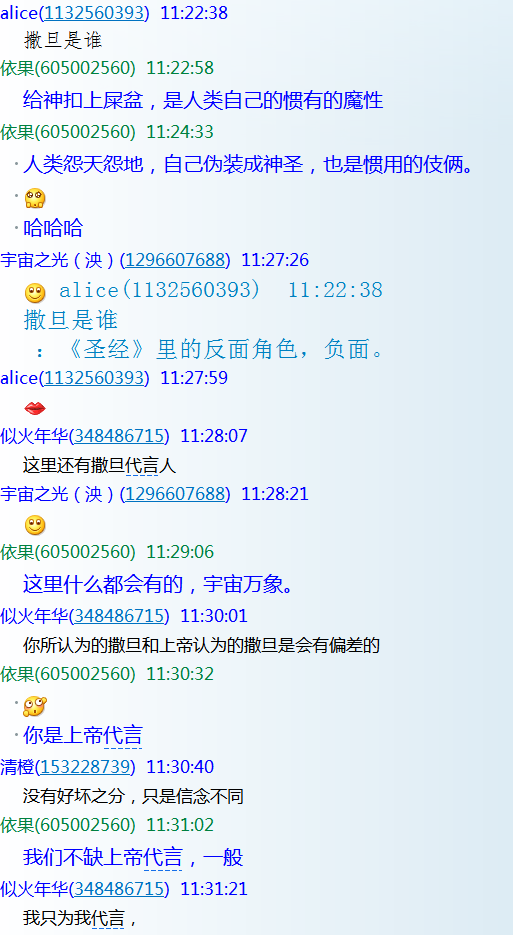 alice(1132560393) 11:22:38
撒旦是谁
依果(605002560) 11:22:58
给神扣上屎盆，是人类自己的惯有的魔性
依果(605002560) 11:24:33
人类怨天怨地，自己伪装成神圣，也是惯用的伎俩。
哈哈哈
宇宙之光（泱）(1296607688) 11:27:26
alice(1132560393) 11:22:38
撒旦是谁
：《圣经》里的反面角色，负面。
alice(1132560393) 11:27:59
似火年华(348486715) 11:28:07
这里还有撒旦代言人
宇宙之光（泱）(1296607688) 11:28:21
依果(605002560) 11:29:06
这里什么都会有的，宇宙万象。
似火年华(348486715) 11:30:01
你所认为的撒旦和上帝认为的撒旦是会有偏差的
依果(605002560) 11:30:32
你是上帝代言
清橙(153228739) 11:30:40
没有好坏之分，只是信念不同
依果(605002560) 11:31:02
我们不缺上帝代言，一般
似火年华(348486715) 11:31:21
我只为我代言，